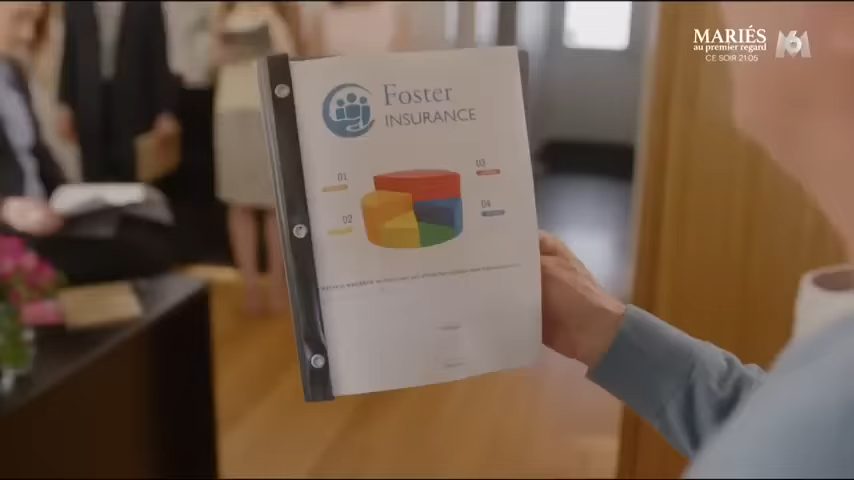 MARIÉS
au premier regard
CE SOIR 21.05
M6
Foster
INSURANCE
01
03
02
04